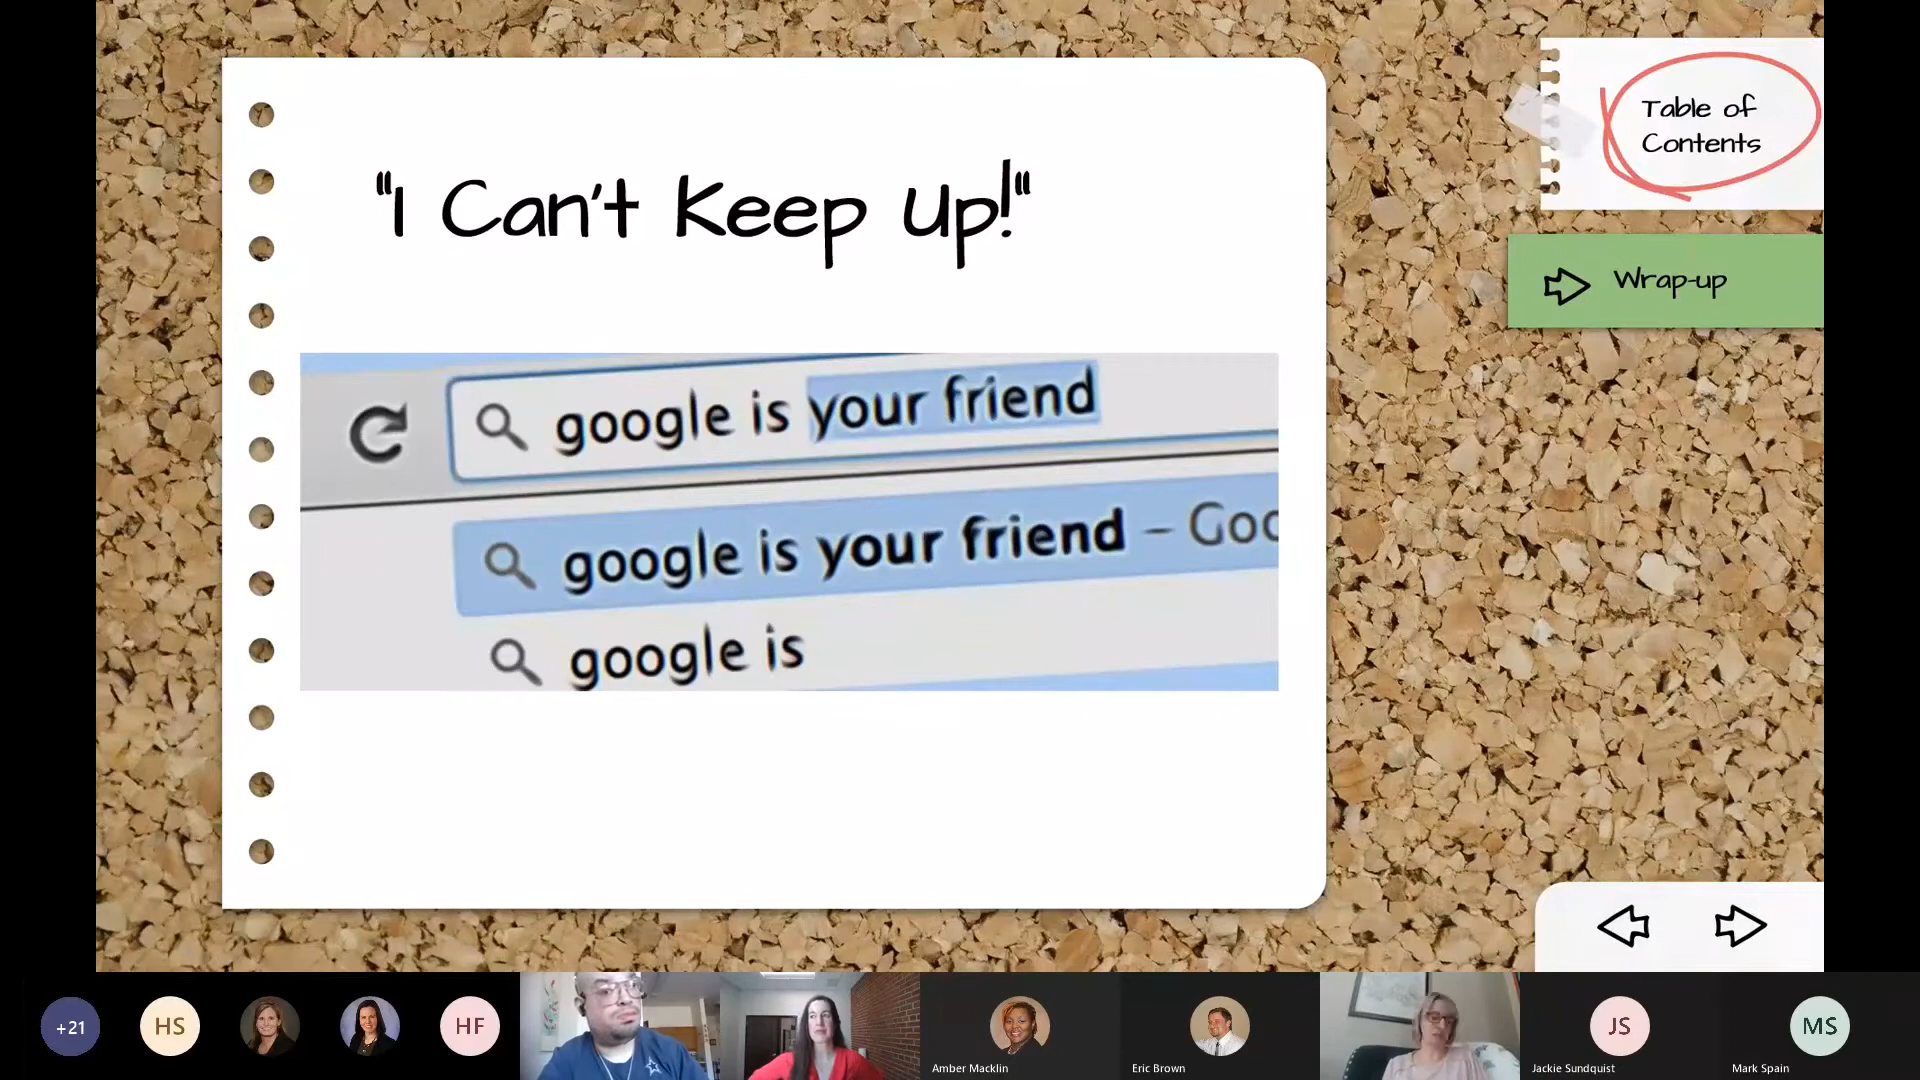 "I Can't Keep Up!"
Table of
Contents
Wrap-up
google is your friend
google is your friend – Goo
google is
+21
HS
HF
Amber Macklin
Eric Brown
JS
Jackie Sundquist
MS
Mark Spain